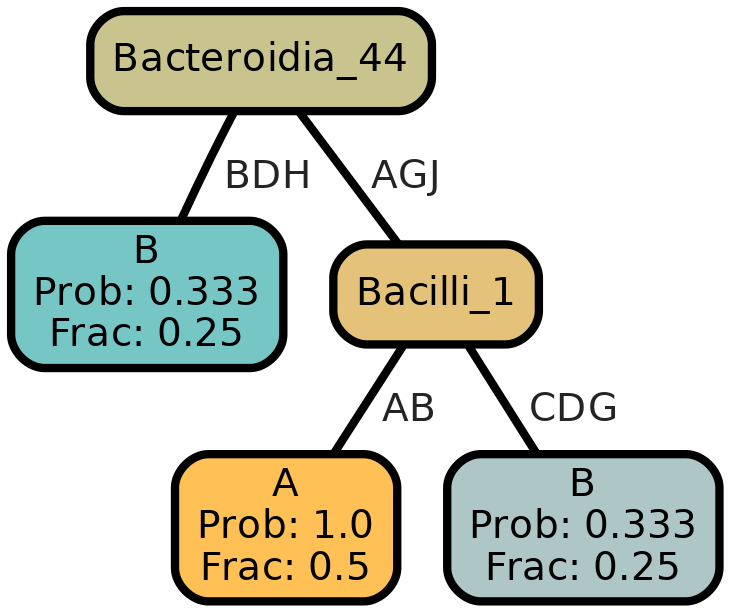 Bacteroidia_44
BDH
AGJ
B
Prob: 0.333
Frac: 0.25
Bacilli_1
AB
CDG
A
Prob: 1.0
Frac: 0.5
B
Prob: 0.333
Frac: 0.25